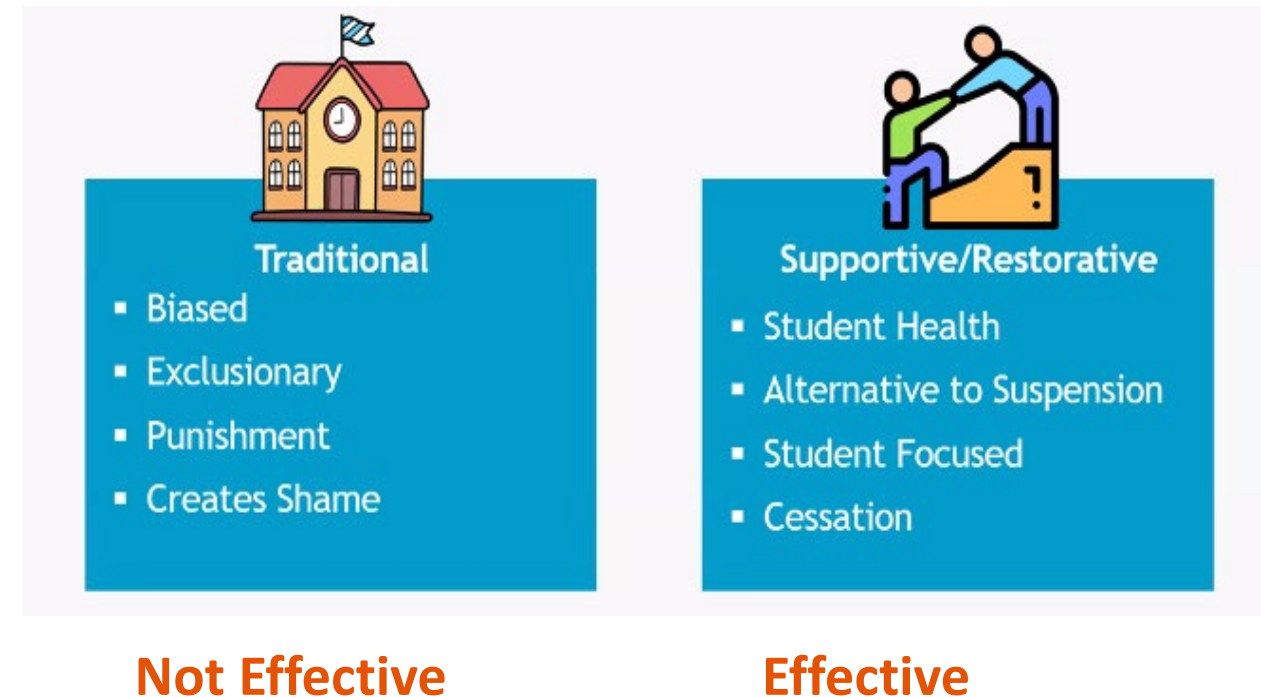 Traditional
▪ Biased
▪ Exclusionary
▪ Punishment
▪ Creates Shame
Supportive/Restorative
▪ Student Health
▪ Alternative to Suspension
▪ Student Focused
▪ Cessation
Not Effective
Effective